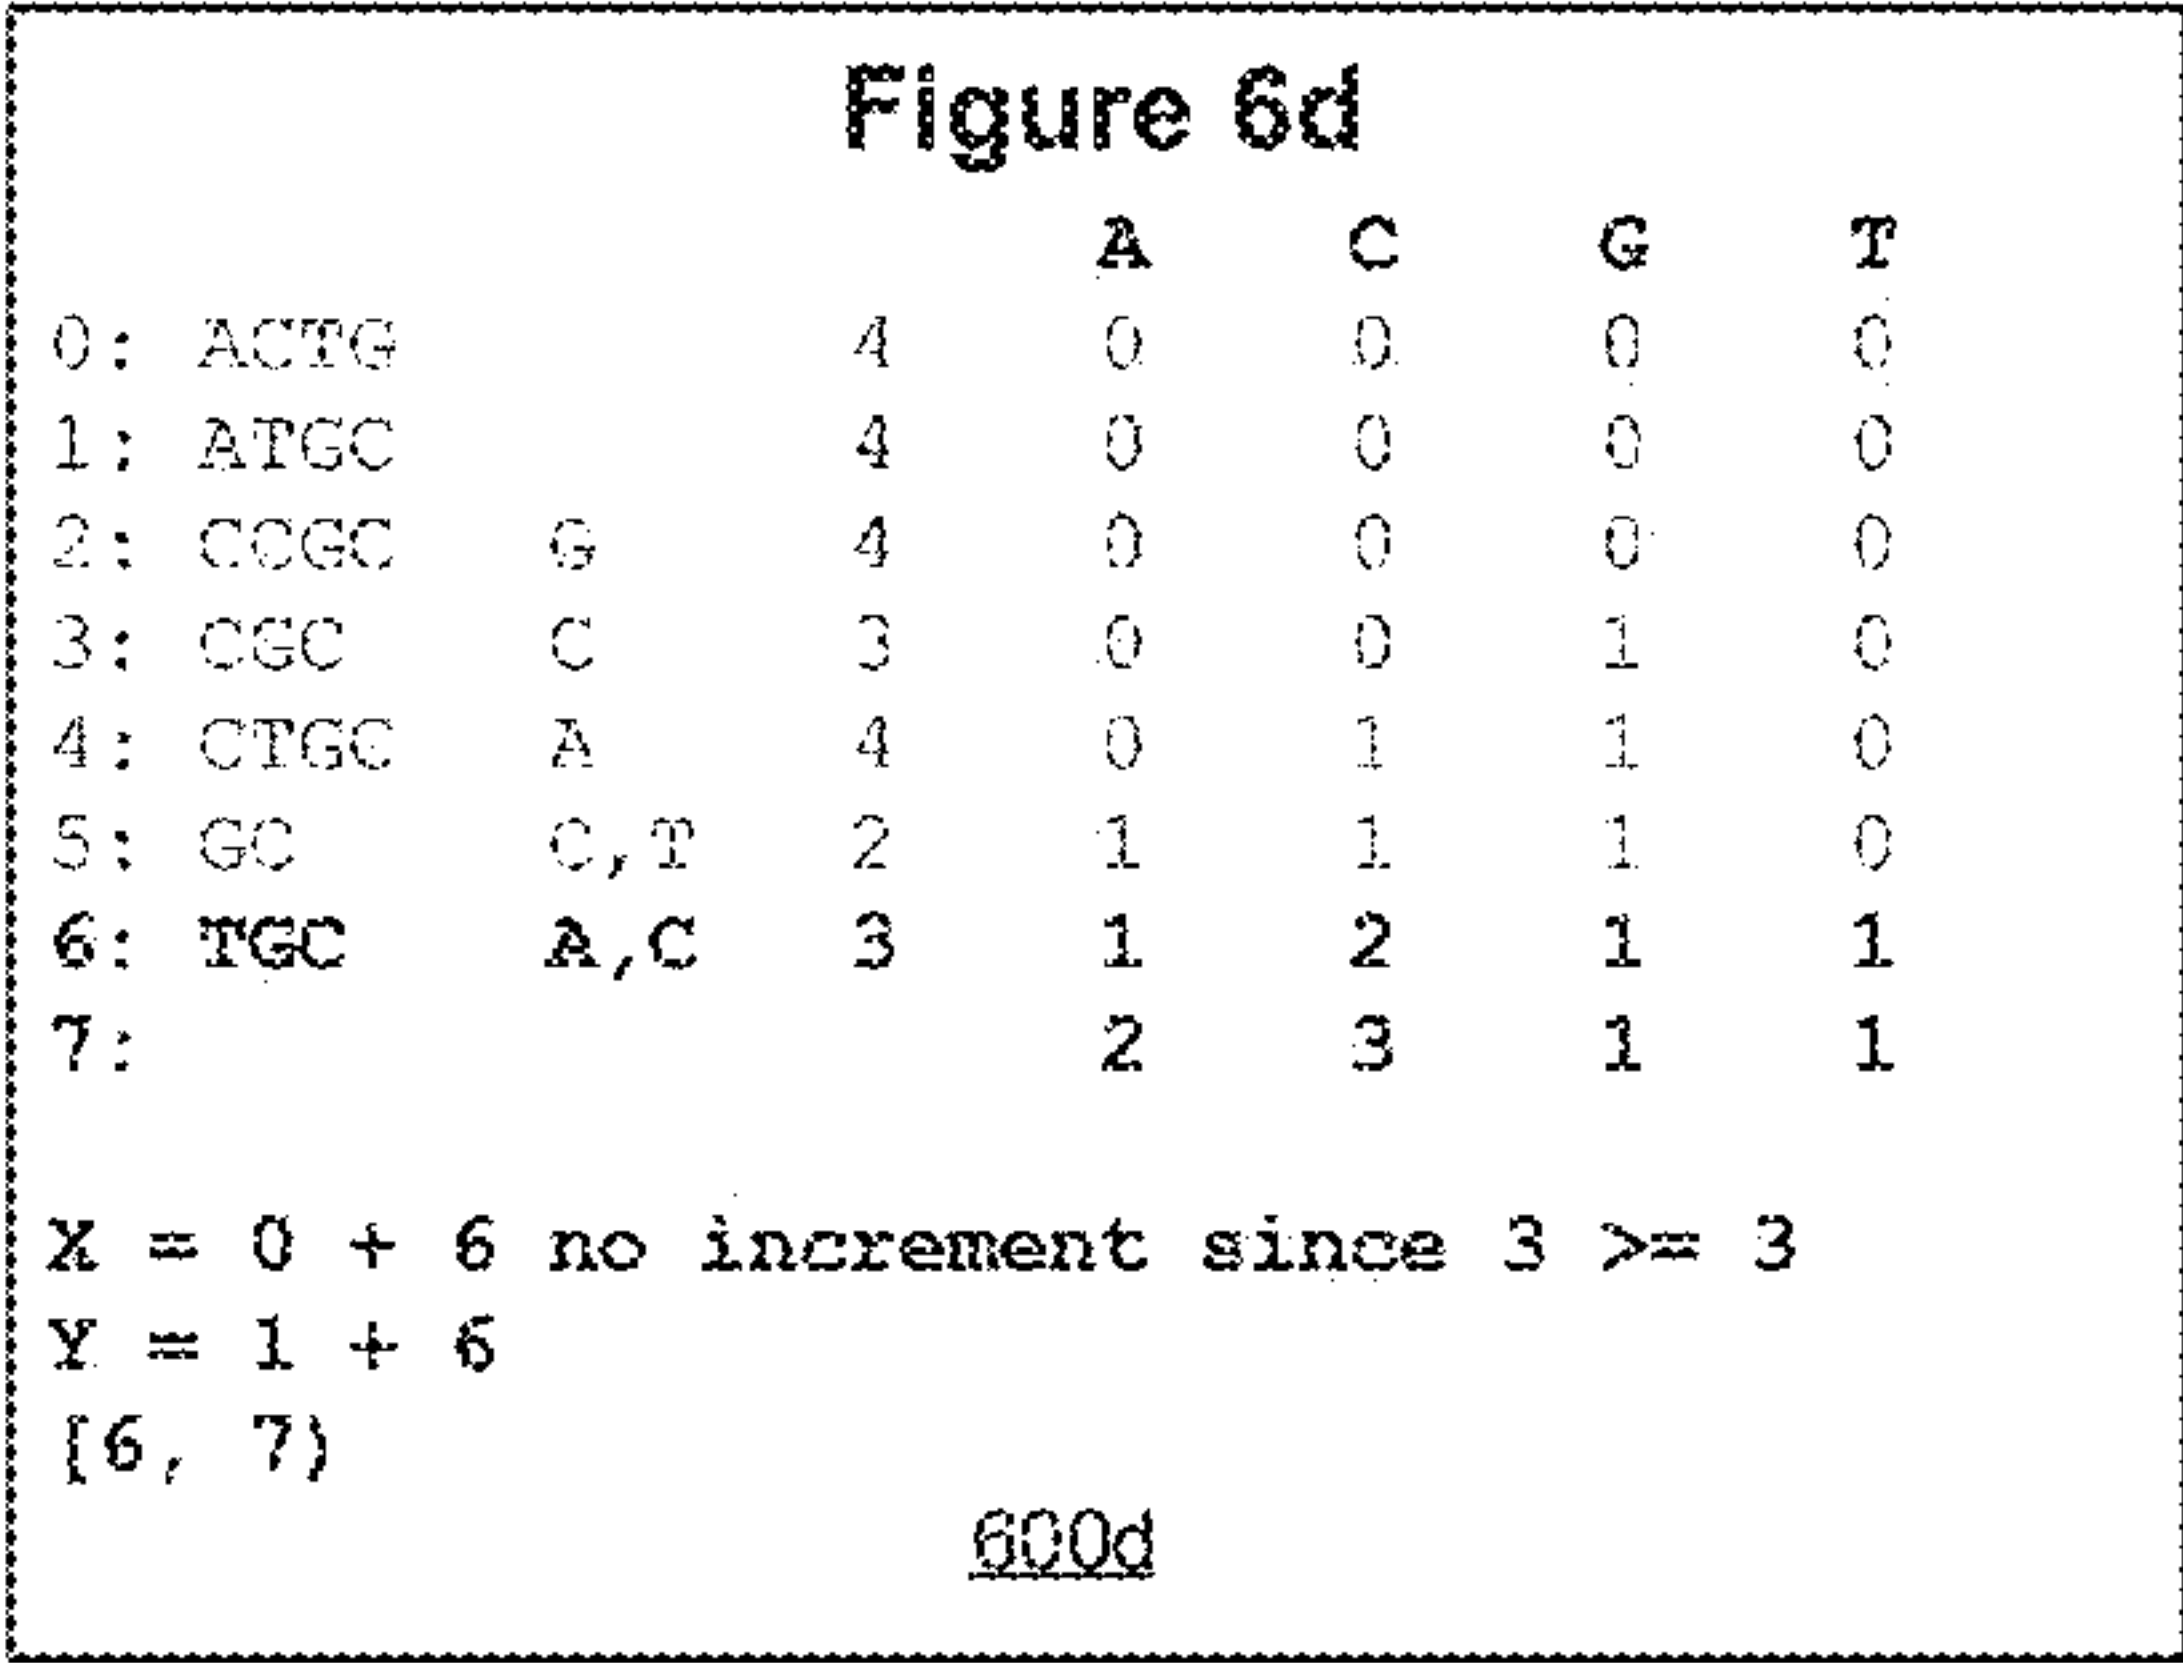 Figure 6d
A C G T
0: ACTG 4 0 0 0 0
1: ATGC 4 0 0 0 0
2: CCGC G 4 0 0 0 0
3: CGC C 3 0 0 1 0
4: CTGC A 4 0 1 1 0
5: GC C,T 2 1 1 1 0
6: TGC A,C 3 1 2 1 1
7: 2 3 1 1
X = 0 + 6 no increment since 3 >= 3
Y = 1 + 6
[6, 7)
600d